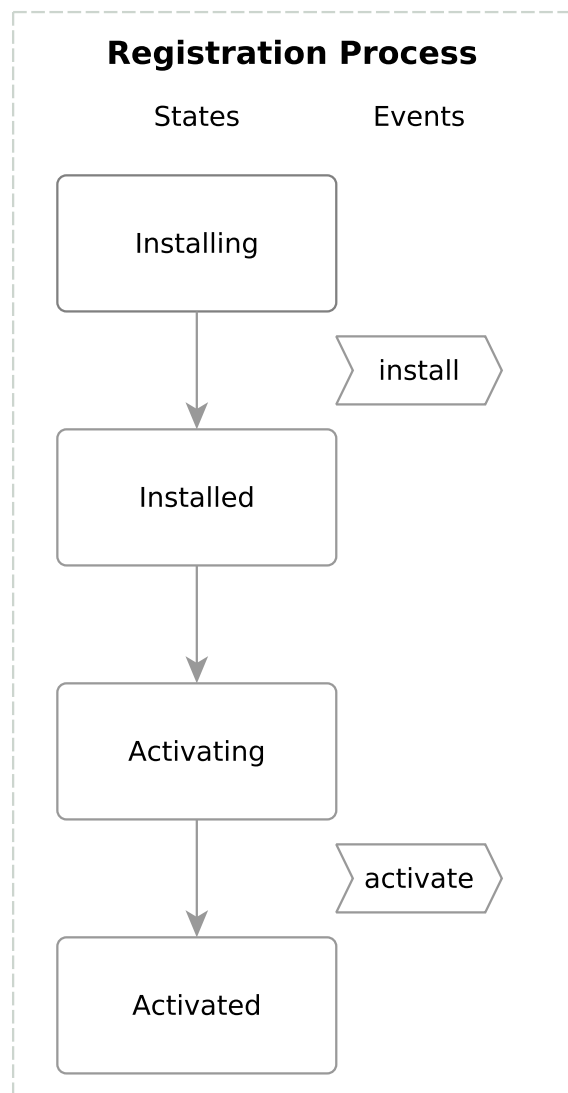 Registration Process
States Events
Installing
install
Installed
Activating
activate
Activated